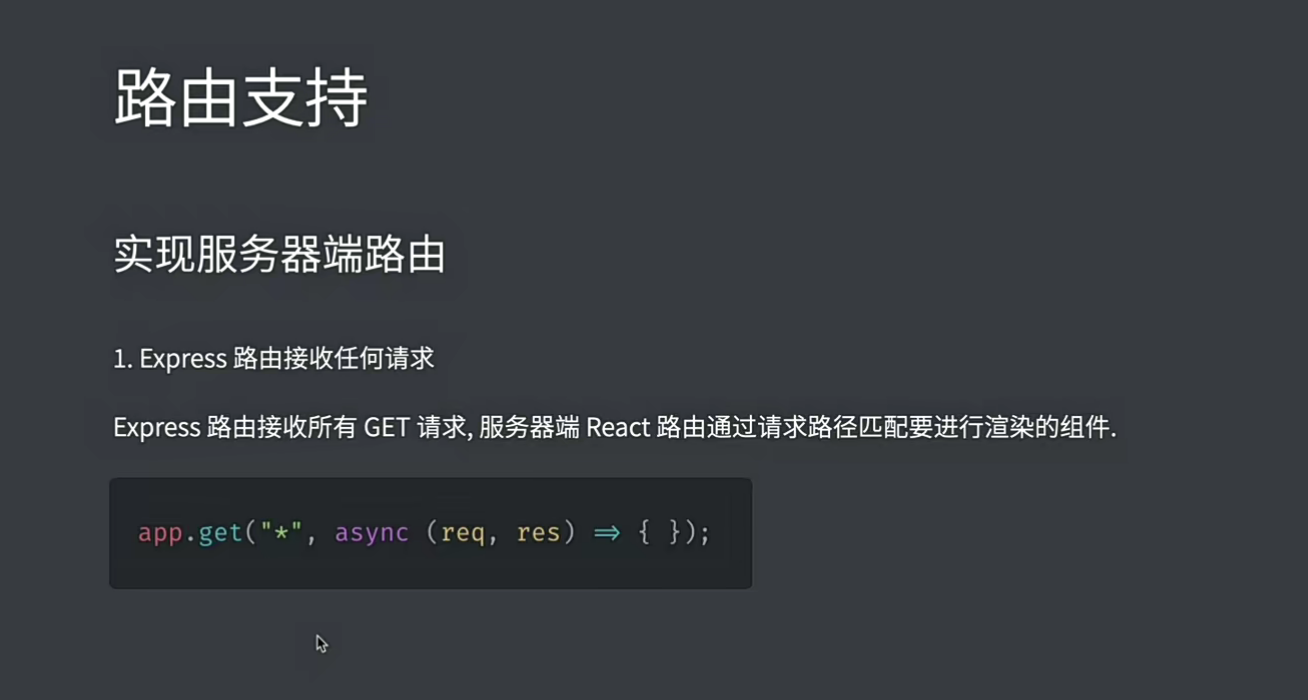 路由支持
实现服务器端路由
1. Express 路由接收任何请求
Express 路由接收所有 GET 请求, 服务器端 React 路由通过请求路径匹配要进行渲染的组件.
app.get("*", async (req, res) => { });